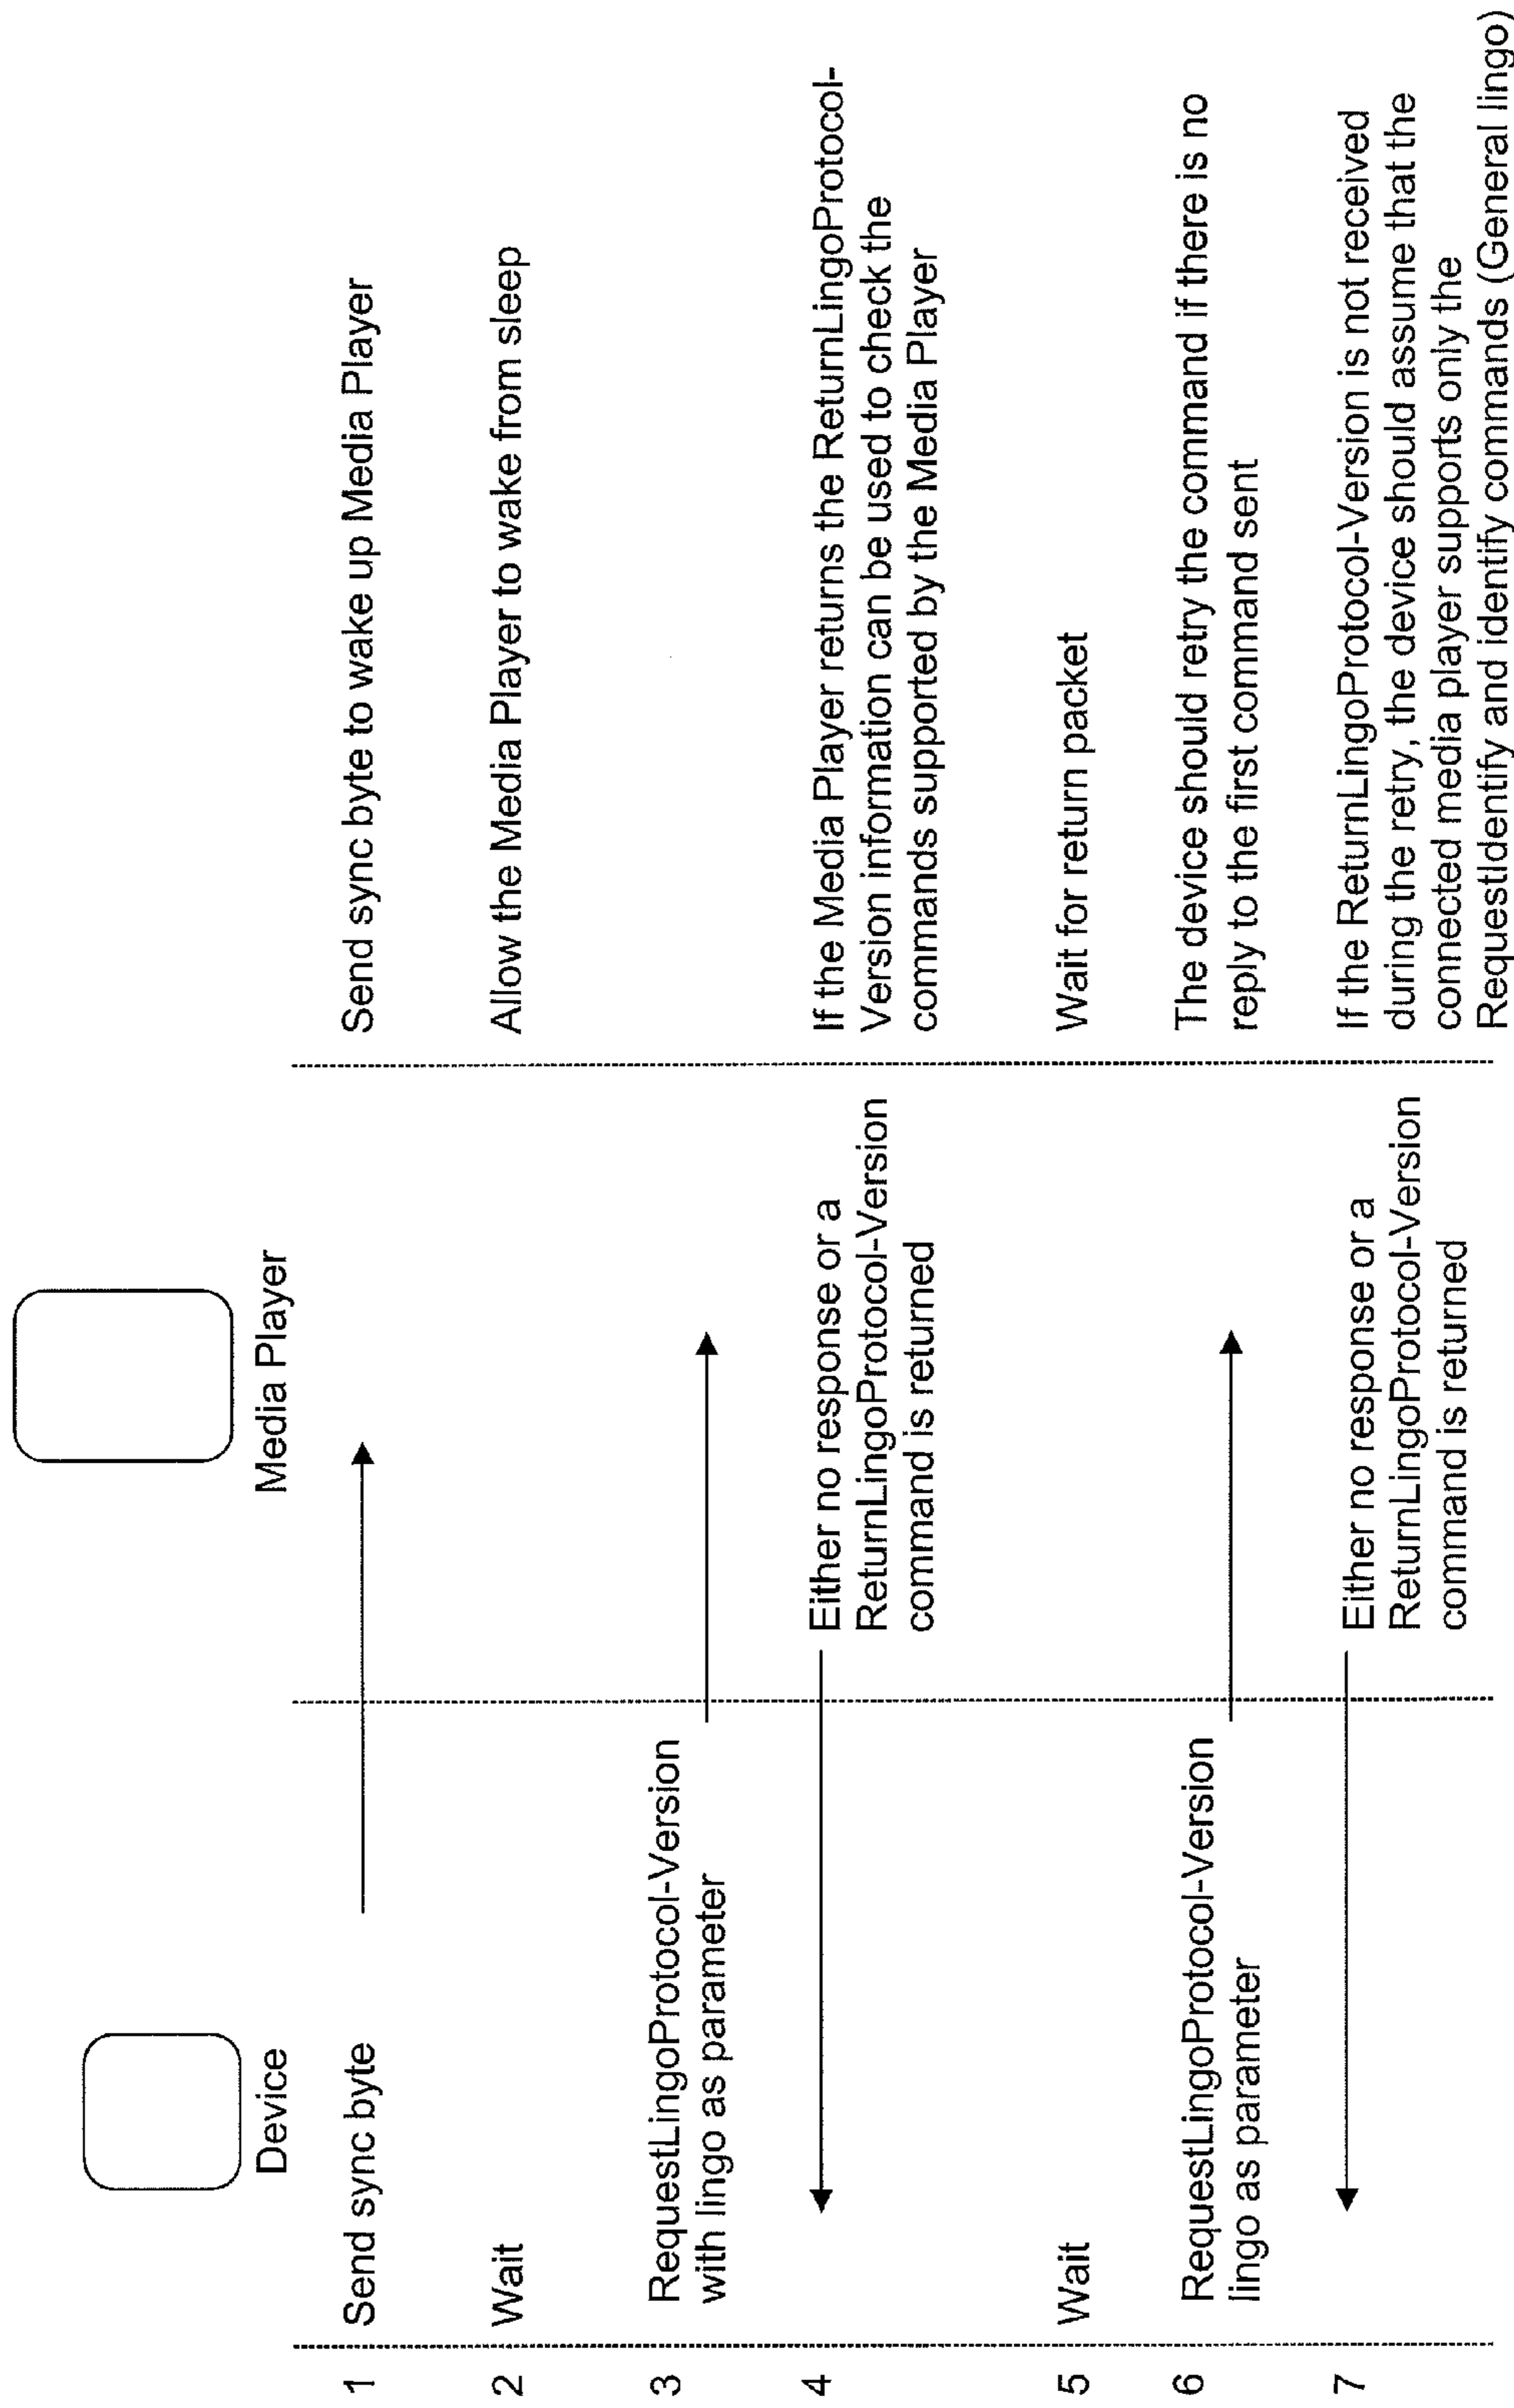 Device
Media Player
1
Send sync byte
Send sync byte to wake up Media Player
2
Wait
Allow the Media Player to wake from sleep
3
RequestLingoProtocol-Version
with lingo as parameter
4
Either no response or a
ReturnLingoProtocol-Version
command is returned
If the Media Player returns the ReturnLingoProtocol-
Version information can be used to check the
commands supported by the Media Player
5
Wait
Wait for return packet
6
RequestLingoProtocol-Version
lingo as parameter
The device should retry the command if there is no
reply to the first command sent
7
Either no response or a
ReturnLingoProtocol-Version
command is returned
If the ReturnLingoProtocol-Version is not received
during the retry, the device should assume that the
connected media player supports only the
RequestIdentify and identify commands (General lingo)